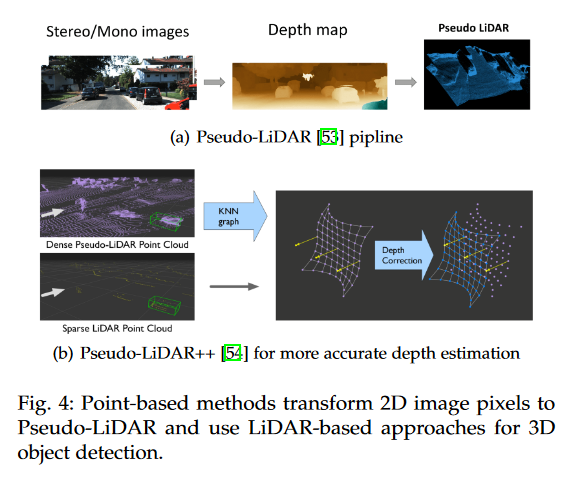 Stereo/Mono images
Depth map
Pseudo LiDAR
(a) Pseudo-LiDAR [53] pipline
Dense Pseudo-LiDAR Point Cloud
KNN
graph
Depth
Correction
Sparse LiDAR Point Cloud
(b) Pseudo-LiDAR++ [54] for more accurate depth estimation
Fig. 4: Point-based methods transform 2D image pixels to
Pseudo-LiDAR and use LiDAR-based approaches for 3D
object detection.